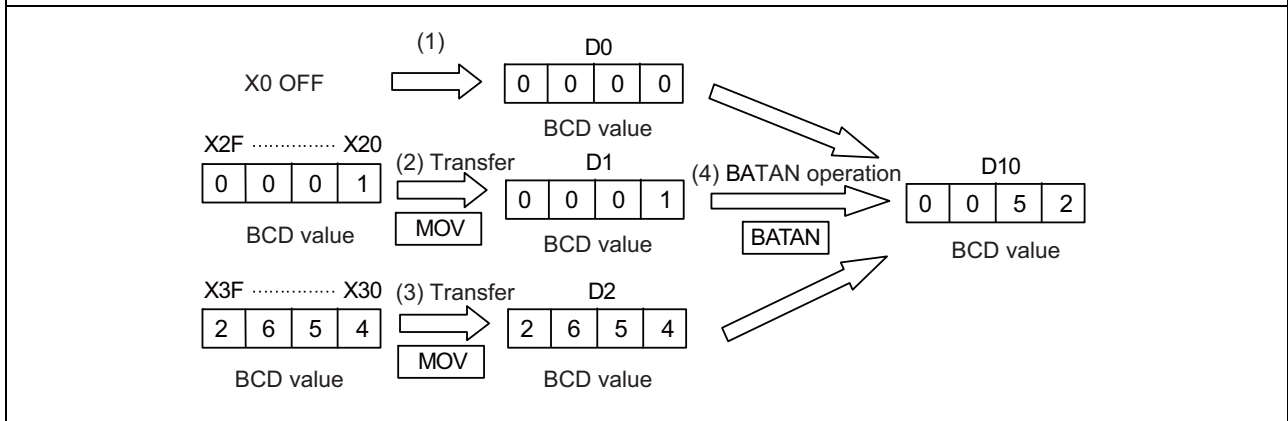 (1)
D0
X0 OFF
0 0 0 0
BCD value
X2F ............... X20
(2) Transfer
D1
(4) BATAN operation
D10
0 0 0 1
0 0 0 1
0 0 5 2
MOV
BATAN
BCD value
BCD value
BCD value
X3F ............... X30
(3) Transfer
D2
2 6 5 4
2 6 5 4
MOV
BCD value
BCD value